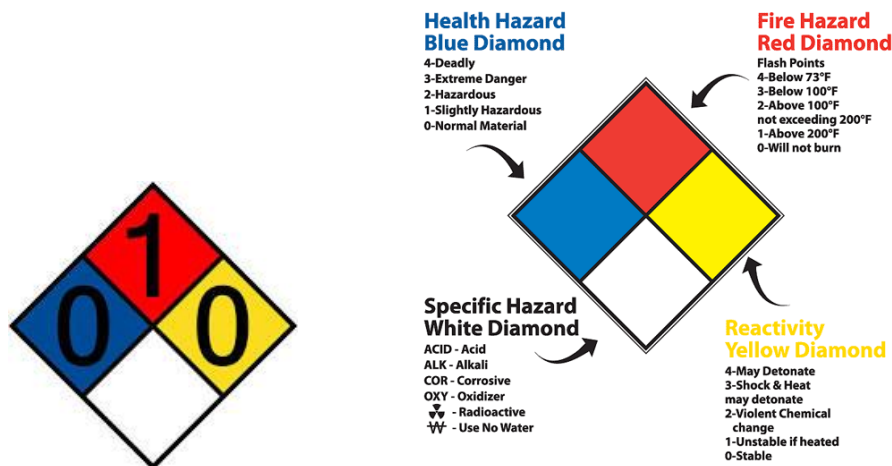 Health Hazard
Blue Diamond
4-Deadly
3-Extreme Danger
2-Hazardous
1-Slightly Hazardous
0-Normal Material
Fire Hazard
Red Diamond
Flash Points
4-Below 73°F
3-Below 100°F
2-Above 100°F
not exceeding 200°F
1-Above 200°F
0-Will not burn
1
0 0
Specific Hazard
White Diamond
ACID - Acid
ALK - Alkali
COR - Corrosive
OXY - Oxidizer
☢ - Radioactive
W - Use No Water
Reactivity
Yellow Diamond
4-May Detonate
3-Shock & Heat
may detonate
2-Violent Chemical
change
1-Unstable if heated
0-Stable